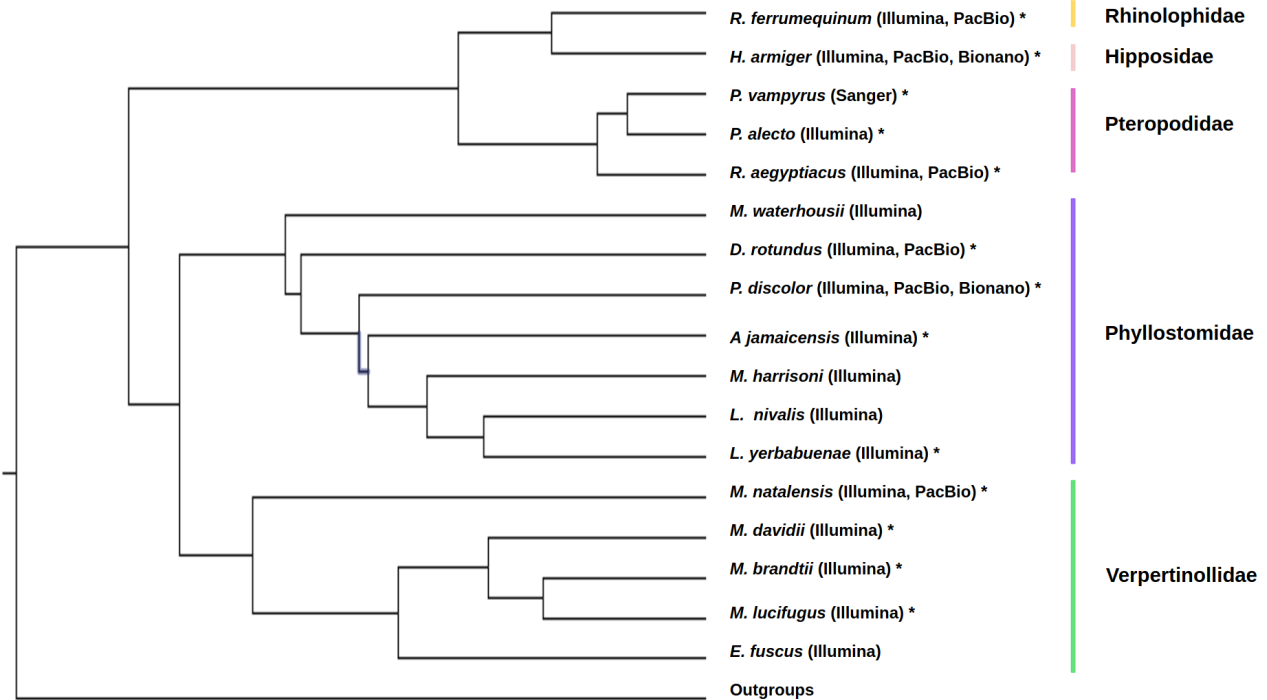 R. ferrumequinum (Illumina, PacBio) * Rhinolophidae
H. armiger (Illumina, PacBio, Bionano) * Hipposidae
P. vampyrus (Sanger) *
Pteropodidae
P. alecto (Illumina) *
R. aegyptiacus (Illumina, PacBio) *
M. waterhousii (Illumina)
D. rotundus (Illumina, PacBio) *
P. discolor (Illumina, PacBio, Bionano) *
A jamaicensis (Illumina) * Phyllostomidae
M. harrisoni (Illumina)
L. nivalis (Illumina)
L. yerbabuenae (Illumina) *
M. natalensis (Illumina, PacBio) *
M. davidii (Illumina) *
M. brandtii (Illumina) * Verpertinollidae
M. lucifugus (Illumina) *
E. fuscus (Illumina)
Outgroups